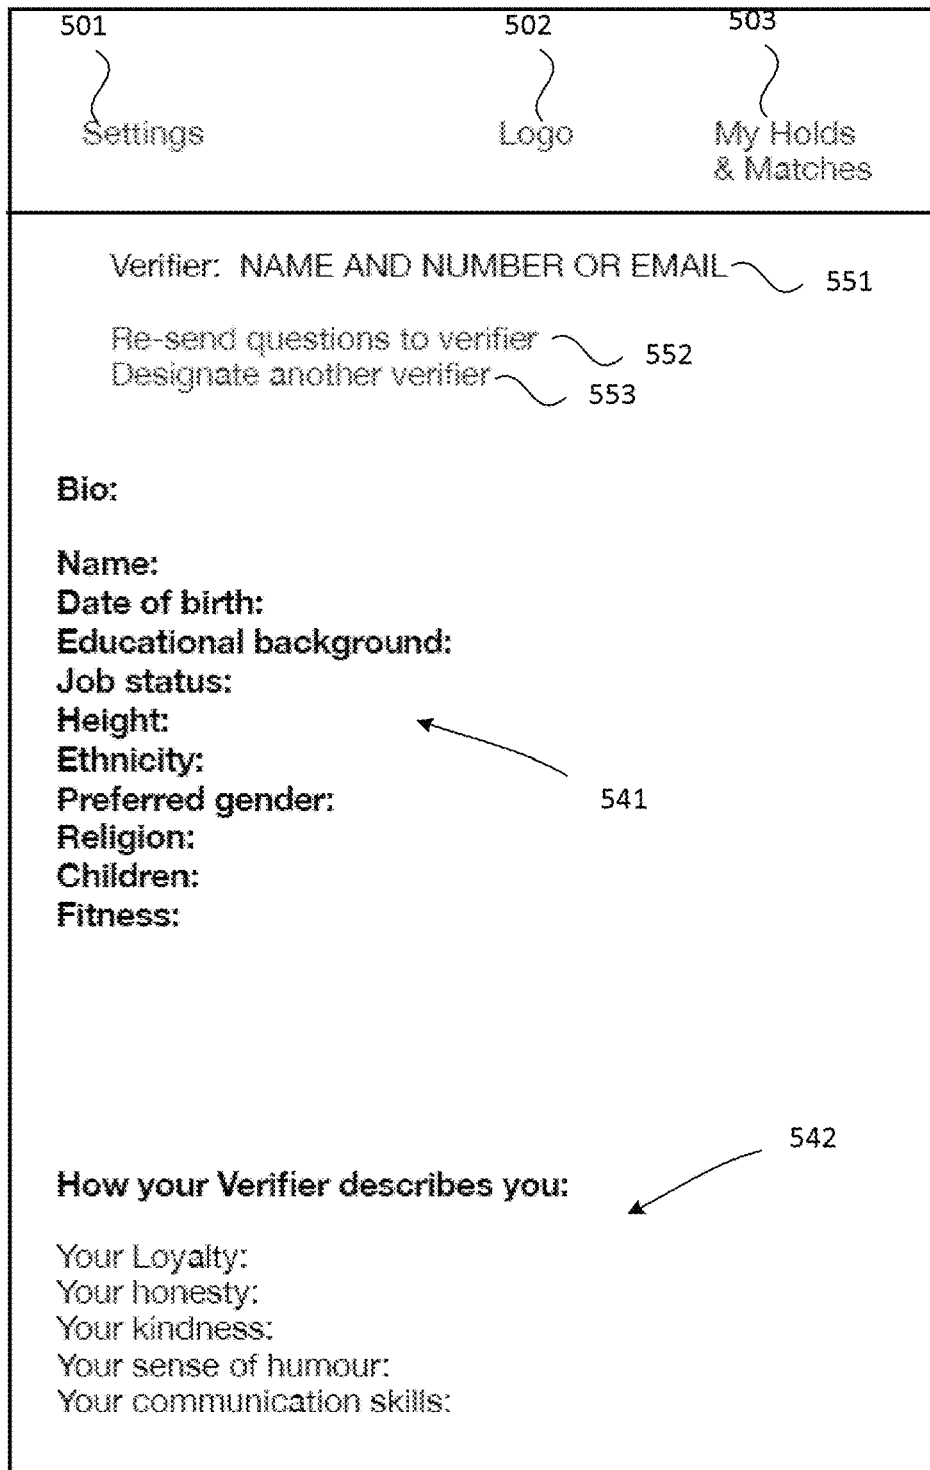 501 502 503
Settings Logo My Holds
& Matches
Verifier: NAME AND NUMBER OR EMAIL 551
Re-send questions to verifier 552
Designate another verifier 553
Bio:
Name:
Date of birth:
Educational background:
Job status:
Height:
Ethnicity:
Preferred gender: 541
Religion:
Children:
Fitness:
542
How your Verifier describes you:
Your Loyalty:
Your honesty:
Your kindness:
Your sense of humour:
Your communication skills: